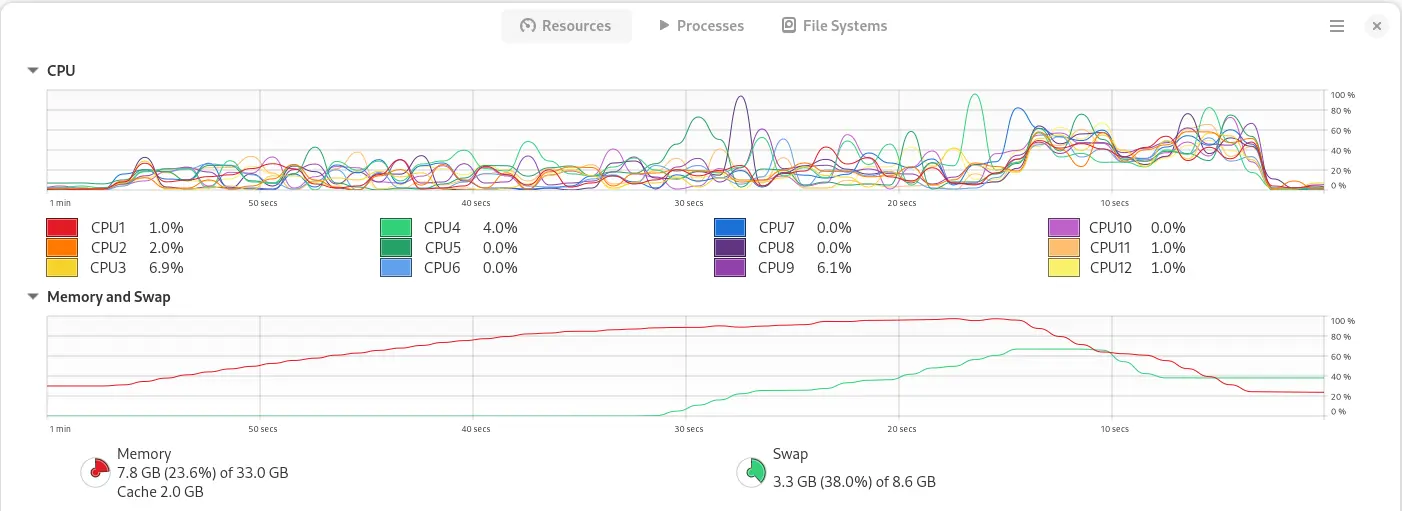 Resources Processes File Systems
CPU
100 %
80 %
60 %
40 %
20 %
0 %
1 min 50 secs 40 secs 30 secs 20 secs 10 secs
CPU1 1.0% CPU4 4.0% CPU7 0.0% CPU10 0.0%
CPU2 2.0% CPU5 0.0% CPU8 0.0% CPU11 1.0%
CPU3 6.9% CPU6 0.0% CPU9 6.1% CPU12 1.0%
Memory and Swap
100 %
80 %
60 %
40 %
20 %
0 %
1 min 50 secs 40 secs 30 secs 20 secs 10 secs
Memory Swap
7.8 GB (23.6%) of 33.0 GB 3.3 GB (38.0%) of 8.6 GB
Cache 2.0 GB